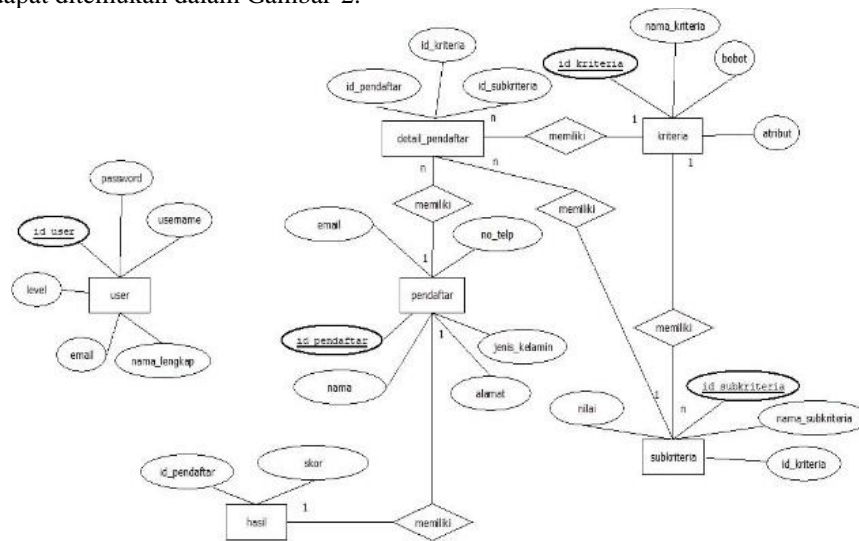 dapat ditemukan dalam Gambar 2.
nama_kriteria
id_kriteria
id kriteria
bobot
id_pendaftar
id_subkriteria
n
1
detail_pendaftar
memiliki
kriteria
atribut
n
n
1
password
memiliki
memiliki
username
email
no_telp
id user
1
level
user
pendaftar
memiliki
id pendaftar
1
jenis_kelamin
email
nama_lengkap
nama
alamat
1
n
id subkriteria
nilai
nama_subkriteria
subkriteria
id_kriteria
id_pendaftar
skor
1
hasil
memiliki